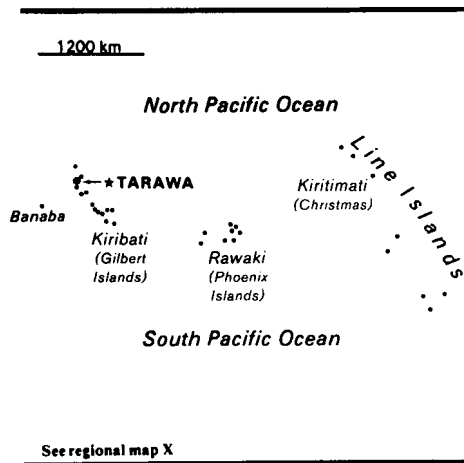 1200 km
North Pacific Ocean
Line Islands
★TARAWA
Kiritimati
(Christmas)
Banaba
Kiribati
(Gilbert
Islands)
Rawaki
(Phoenix
Islands)
South Pacific Ocean
See regional map X